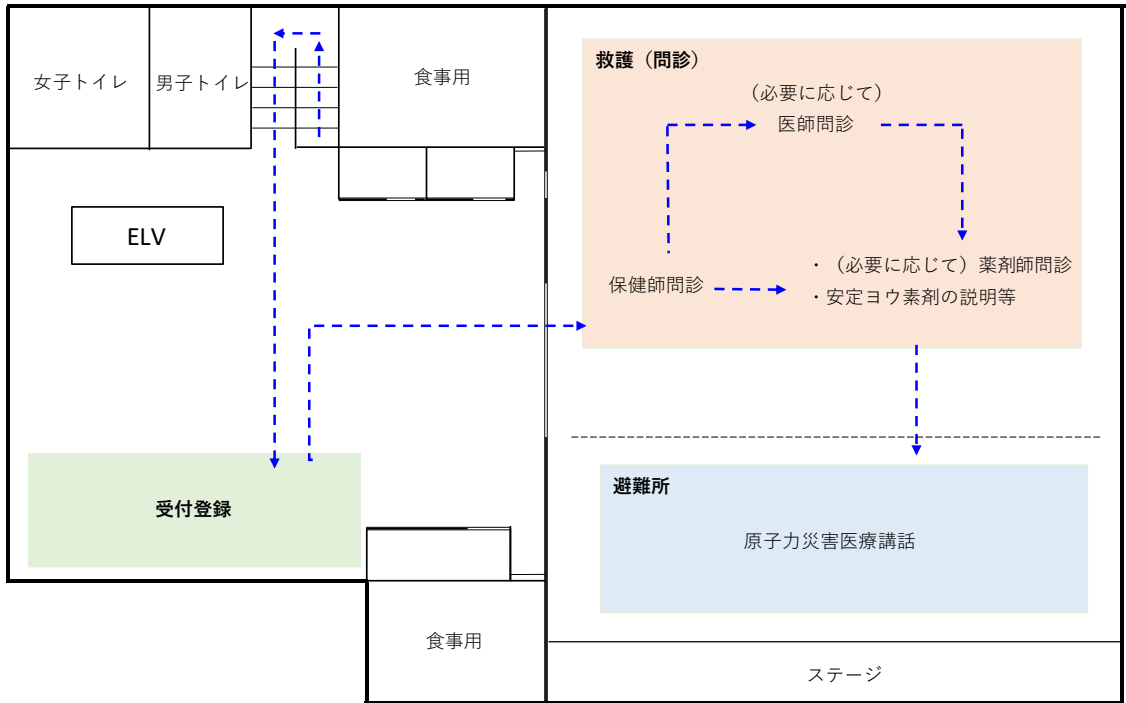 女子トイレ
男子トイレ
食事用
ELV
受付登録
食事用
救護（問診）
（必要に応じて）
医師問診
保健師問診
・（必要に応じて）薬剤師問診
・安定ヨウ素剤の説明等
避難所
原子力災害医療講話
ステージ